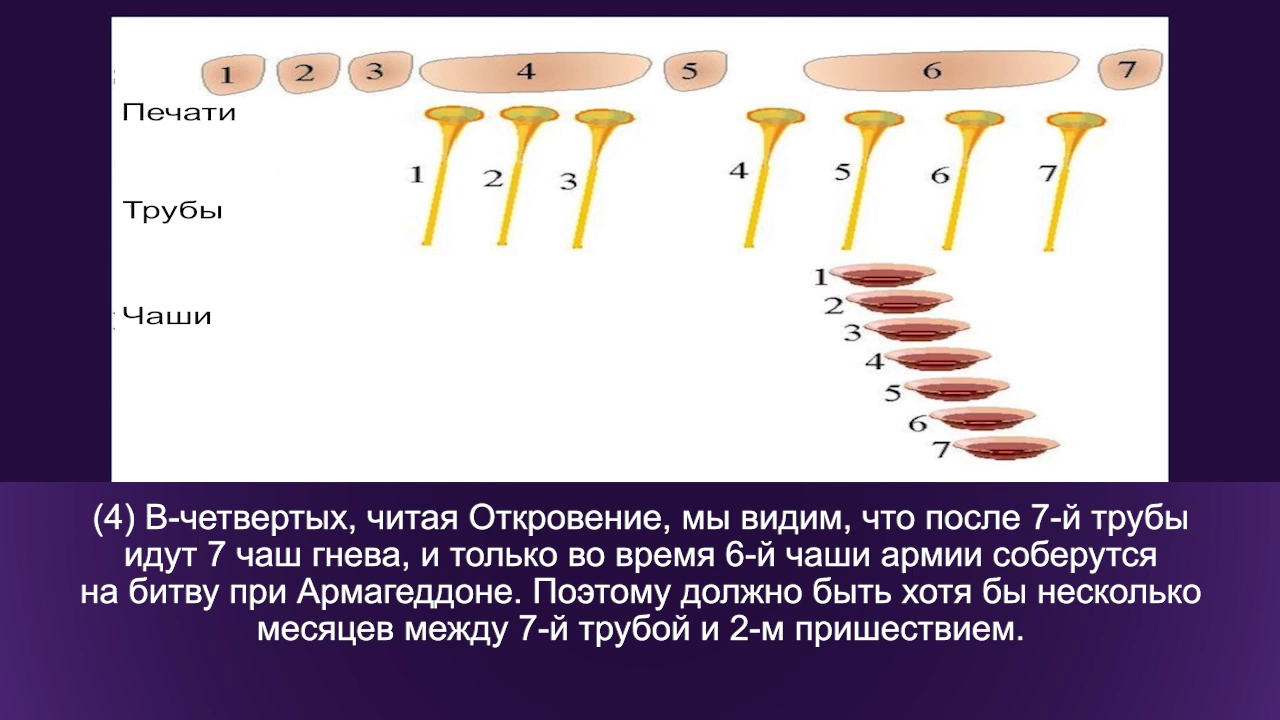 1 2 3 4 5 6 7
Печати
1 2 3 4 5 6 7
Трубы
1
2
Чаши
3
4
5
6
7
(4) В-четвертых, читая Откровение, мы видим, что после 7-й трубы
идут 7 чаш гнева, и только во время 6-й чаши армии соберутся
на битву при Армагеддоне. Поэтому должно быть хотя бы несколько
месяцев между 7-й трубой и 2-м пришествием.